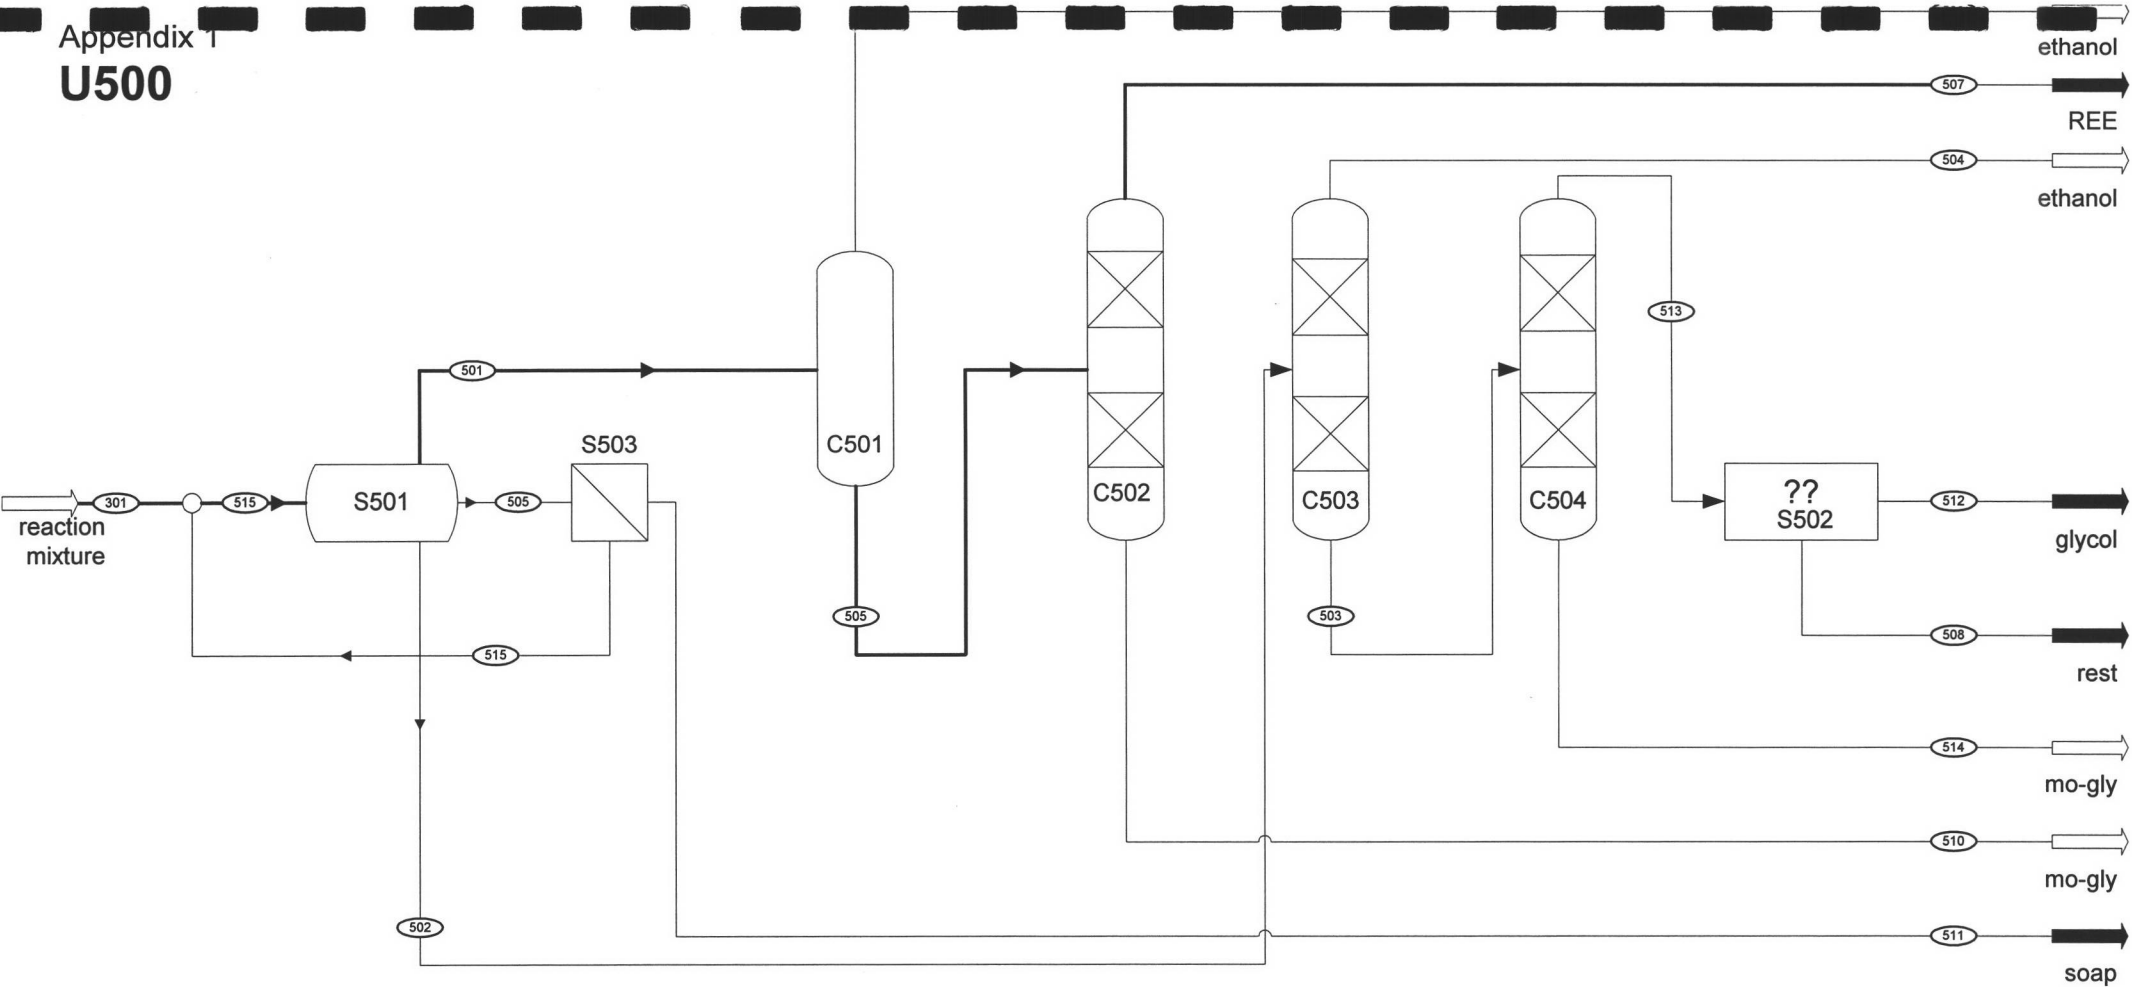 Appendix 1
U500
ethanol
507
REE
504
ethanol
513
501
C501
S503
C502
C503
C504
301
515
S501
505
??
S502
512
reaction
mixture
glycol
505
503
508
515
rest
514
mo-gly
510
mo-gly
502
511
soap